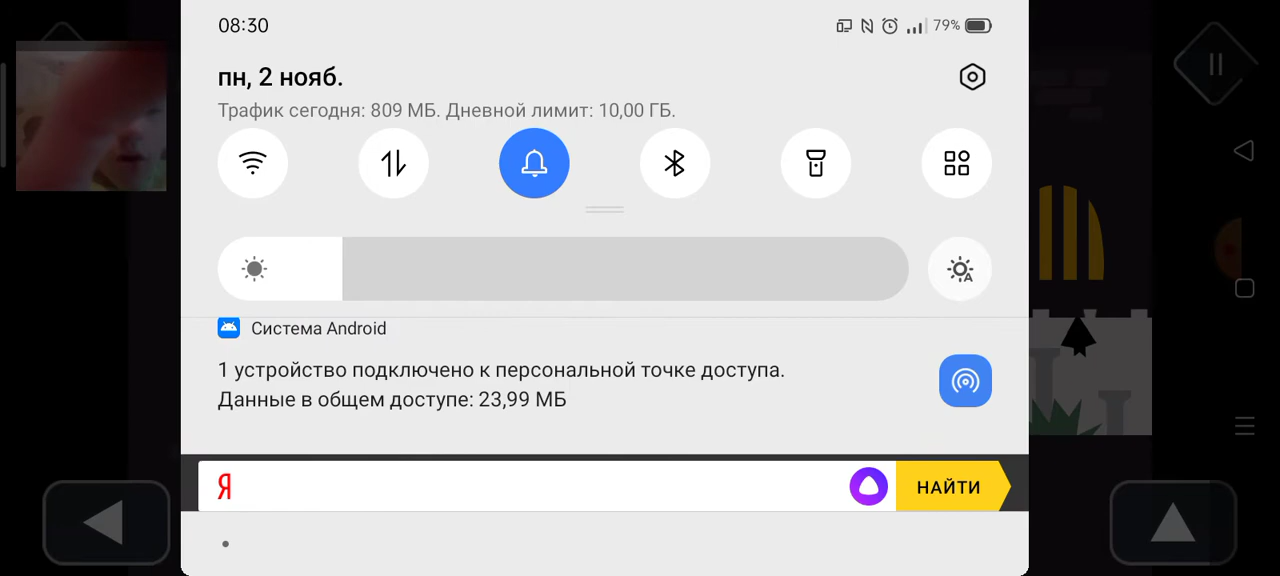 08:30
79%
пн, 2 нояб.
Трафик сегодня: 809 МБ. Дневной лимит: 10,00 ГБ.
Система Android
1 устройство подключено к персональной точке доступа.
Данные в общем доступе: 23,99 МБ
Я
НАЙТИ